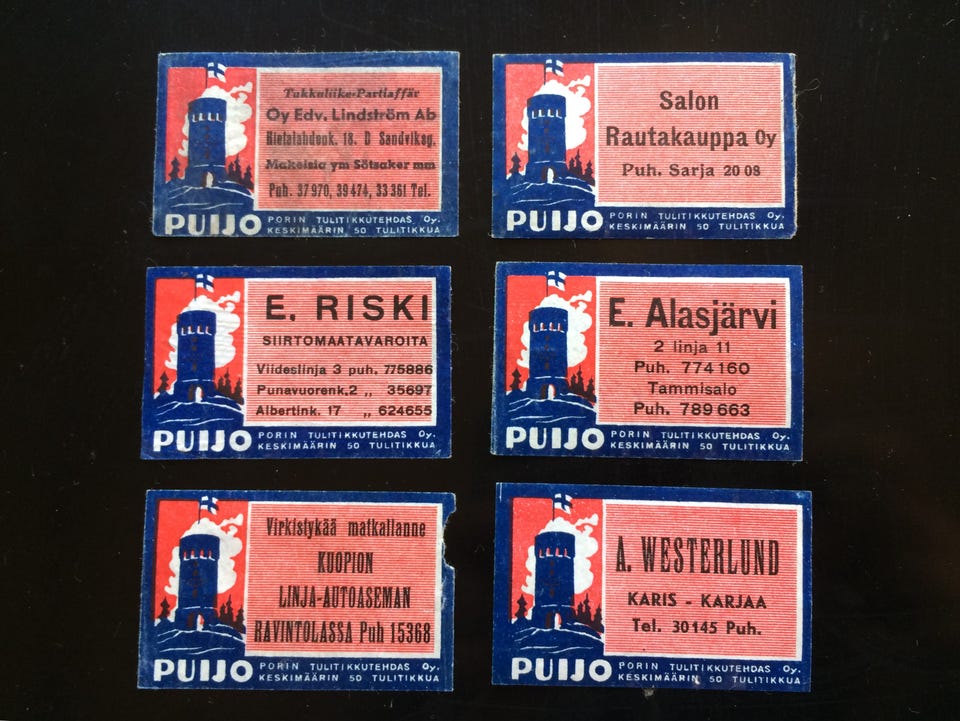 Tukkuliike-Partiaffär
Oy Edv. Lindström Ab
Hietalahdenk. 18. D Sandviksg.
Makeisia ym Sötsaker mm
Puh. 37 970, 39 474, 33 361 Tel.
PUIJO
PORIN TULITIKKUTEHDAS Oy.
KESKIMÄÄRIN 50 TULITIKKUA
Salon
Rautakauppa Oy
Puh. Sarja 20 08
PUIJO
PORIN TULITIKKUTEHDAS Oy.
KESKIMÄÄRIN 50 TULITIKKUA
E. RISKI
SIIRTOMAATAVAROITA
Viideslinja 3 puh. 775886
Punavuorenk.2 „ 35697
Albertink. 17 „ 624655
PUIJO
PORIN TULITIKKUTEHDAS Oy.
KESKIMÄÄRIN 50 TULITIKKUA
E. Alasjärvi
2 linja 11
Puh. 774160
Tammisalo
Puh. 789 663
PUIJO
PORIN TULITIKKUTEHDAS Oy.
KESKIMÄÄRIN 50 TULITIKKUA
Virkistykää matkallanne
KUOPION
LINJA-AUTOASEMAN
RAVINTOLASSA Puh 15368
PUIJO
PORIN TULITIKKUTEHDAS Oy.
KESKIMÄÄRIN 50 TULITIKKUA
A. WESTERLUND
KARIS - KARJAA
Tel. 30145 Puh.
PUIJO
PORIN TULITIKKUTEHDAS Oy.
KESKIMÄÄRIN 50 TULITIKKUA